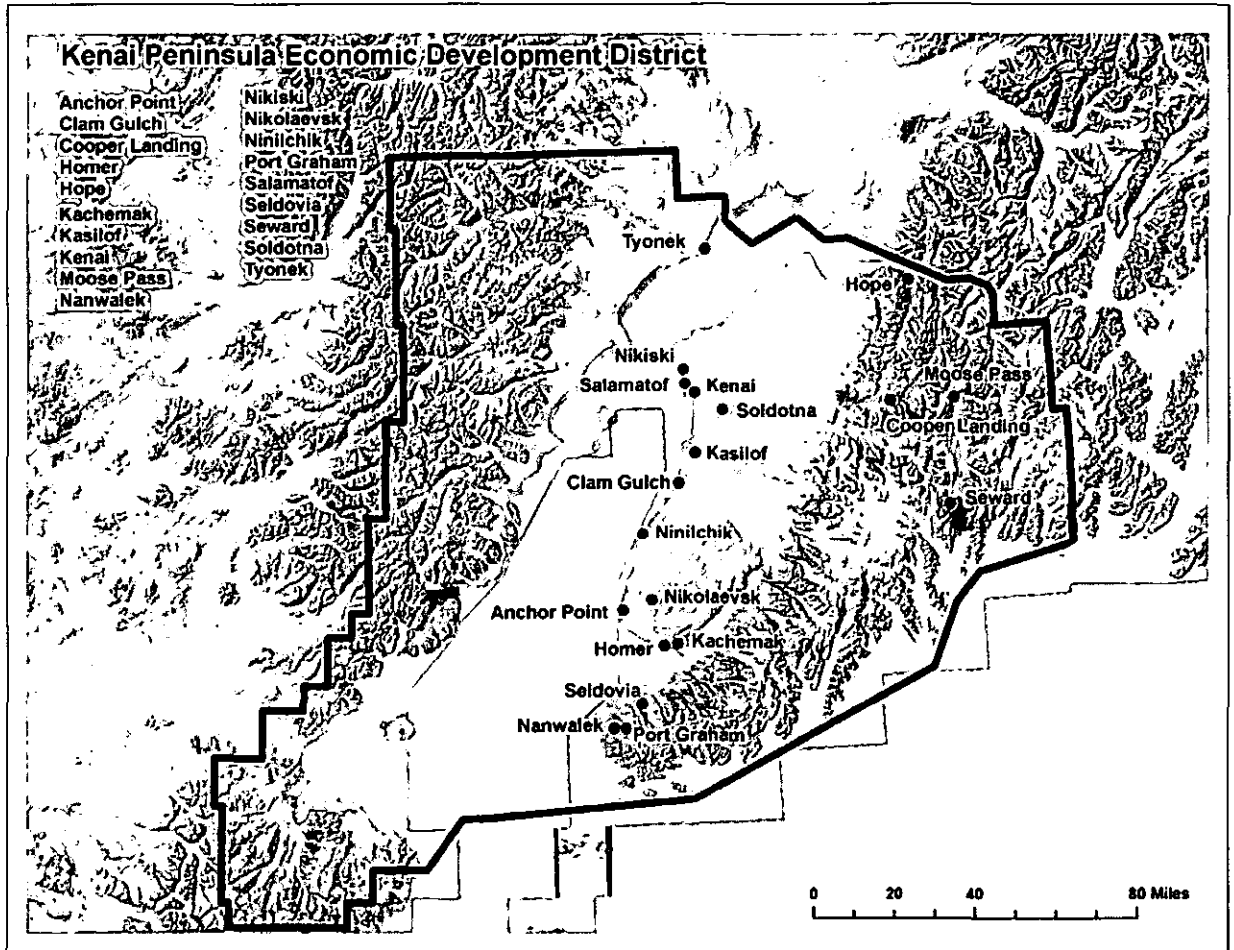 Kenai Peninsula Economic Development District
Anchor Point
Clam Gulch
Cooper Landing
Homer
Hope
Kachemak
Kasilof
Kenai
Moose Pass
Nanwalek
Nikiski
Nikolaevsk
Ninilchik
Port Graham
Salamatof
Seldovia
Seward
Soldotna
Tyonek
Tyonek
Hope
Nikiski
Salamatof
Kenai
Moose Pass
Soldotna
Cooper Landing
Kasilof
Clam Gulch
Seward
Ninilchik
Nikolaevsk
Anchor Point
Homer
Kachemak
Seldovia
Nanwalek
Port Graham
0 20 40 80 Miles